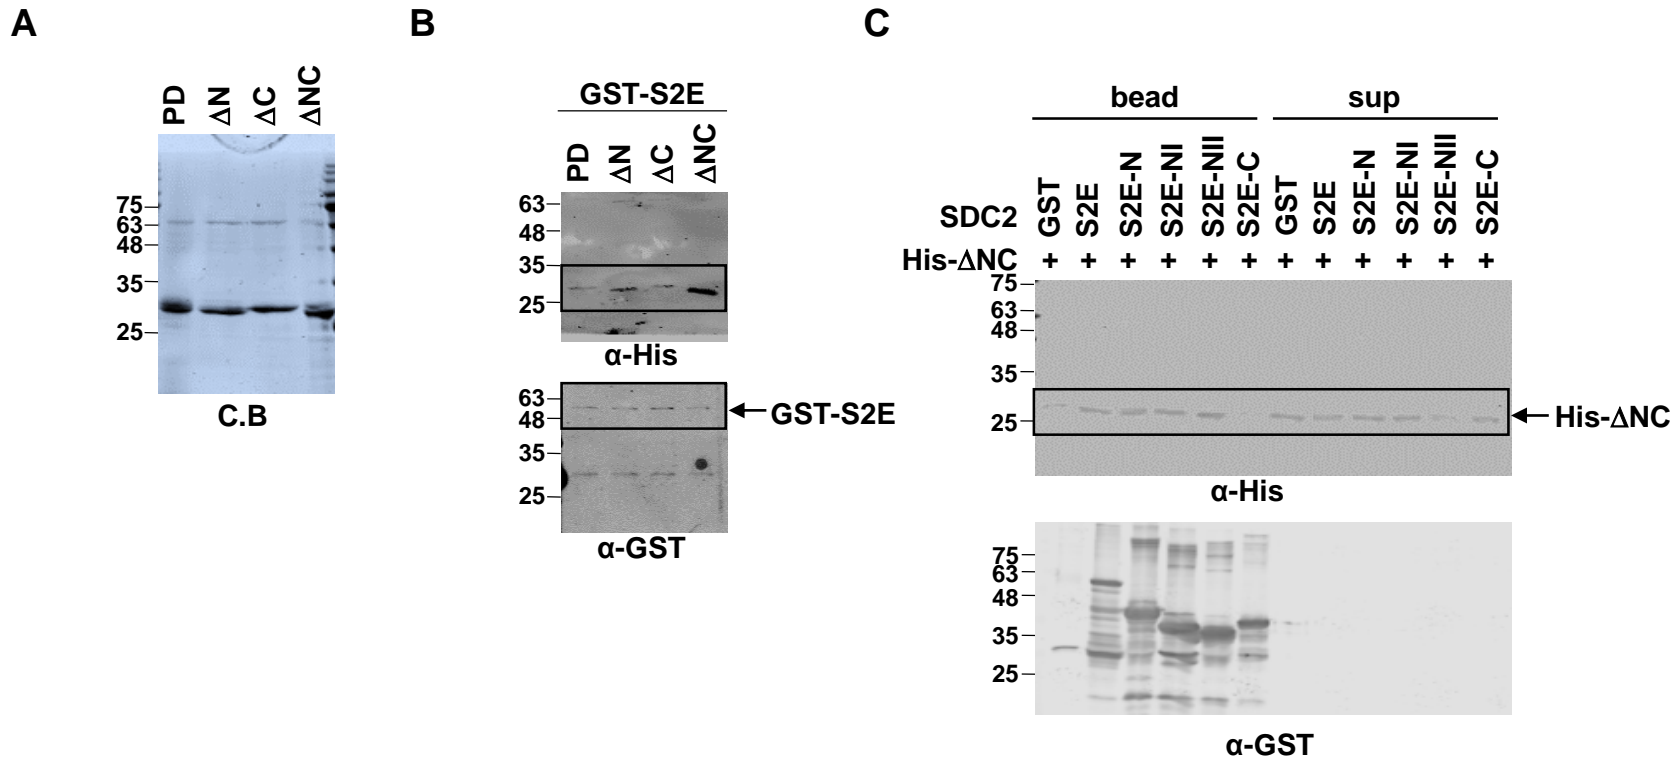 A
PD ΔN ΔC ΔNC
75
63
48
35
25
C.B
B
GST-S2E
PD ΔN ΔC ΔNC
63
48
35
25
α-His
63
48
GST-S2E
35
25
α-GST
C
bead sup
SDC2 GST S2E S2E-N S2E-NI S2E-NII S2E-C GST S2E S2E-N S2E-NI S2E-NII S2E-C
His-ΔNC + + + + + + + + + + + +
75
63
48
35
25
His-ΔNC
α-His
75
63
48
35
25
α-GST